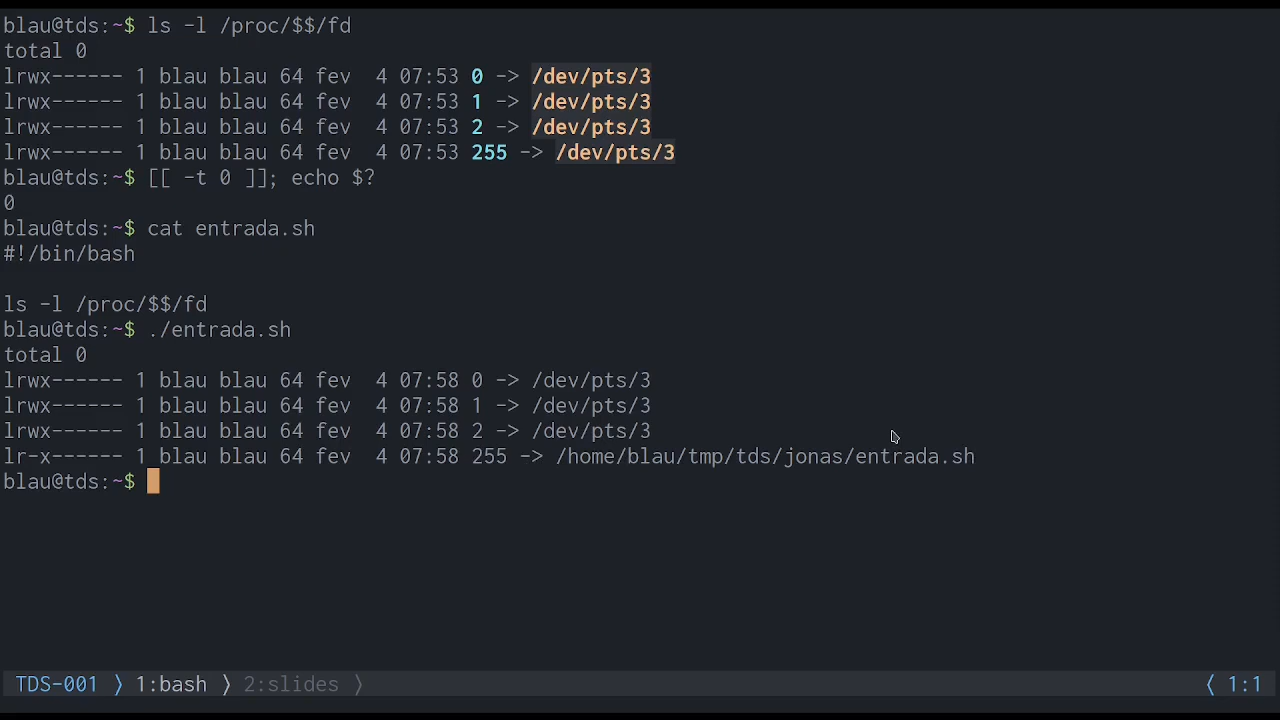 blau@tds:~$ ls -l /proc/$$/fd
total 0
lrwx------ 1 blau blau 64 fev  4 07:53 0 -> /dev/pts/3
lrwx------ 1 blau blau 64 fev  4 07:53 1 -> /dev/pts/3
lrwx------ 1 blau blau 64 fev  4 07:53 2 -> /dev/pts/3
lrwx------ 1 blau blau 64 fev  4 07:53 255 -> /dev/pts/3
blau@tds:~$ [[ -t 0 ]]; echo $?
0
blau@tds:~$ cat entrada.sh
#!/bin/bash

ls -l /proc/$$/fd
blau@tds:~$ ./entrada.sh
total 0
lrwx------ 1 blau blau 64 fev  4 07:58 0 -> /dev/pts/3
lrwx------ 1 blau blau 64 fev  4 07:58 1 -> /dev/pts/3
lrwx------ 1 blau blau 64 fev  4 07:58 2 -> /dev/pts/3
lr-x------ 1 blau blau 64 fev  4 07:58 255 -> /home/blau/tmp/tds/jonas/entrada.sh
blau@tds:~$
TDS-001 〉 1:bash 〉 2:slides 〉 〈 1:1